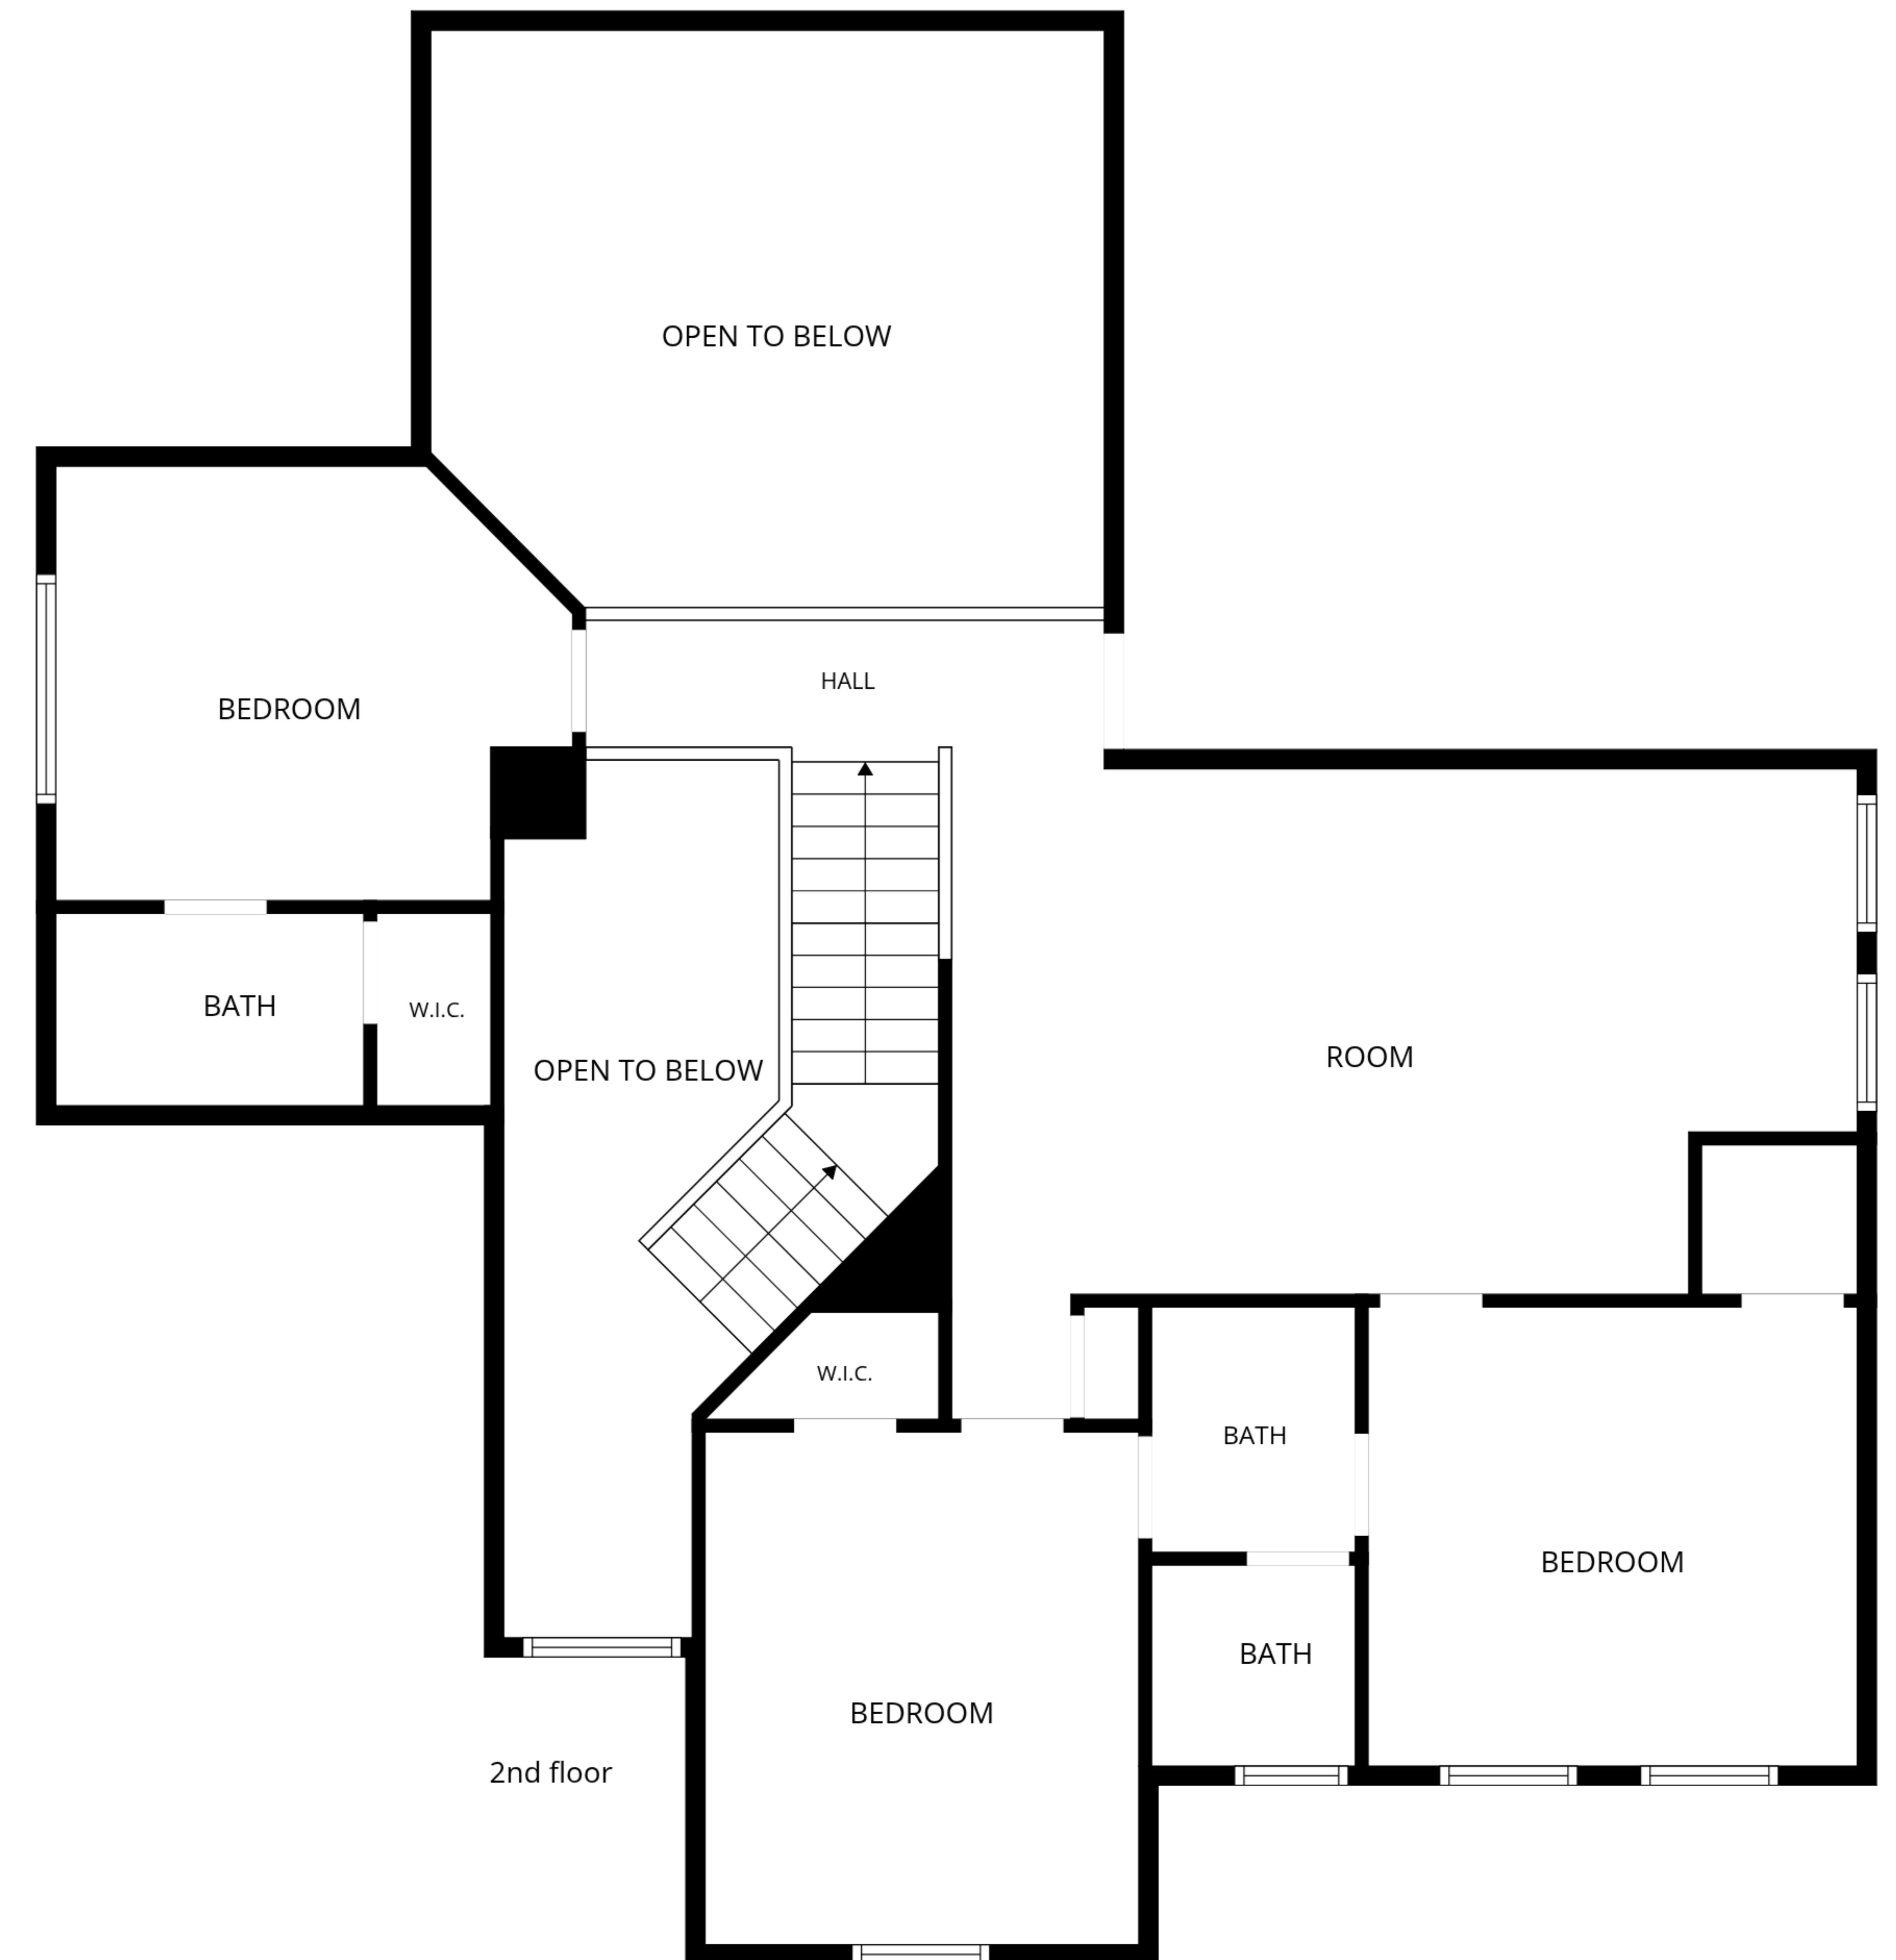 OPEN TO BELOW
HALL
BEDROOM
BATH
W.I.C.
OPEN TO BELOW
ROOM
W.I.C.
BATH
BEDROOM
BATH
BEDROOM
2nd floor